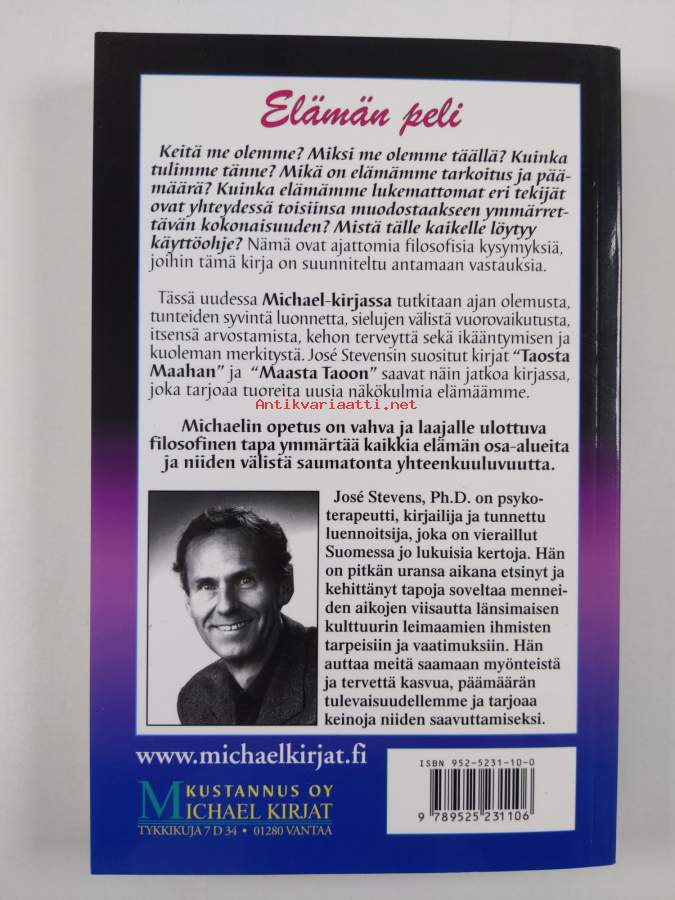 Elämän peli
Keitä me olemme? Miksi me olemme täällä? Kuinka
tulimme tänne? Mikä on elämämme tarkoitus ja pää-
määrä? Kuinka elämämme lukemattomat eri tekijät
ovat yhteydessä toisiinsa muodostaakseen ymmärret-
tävän kokonaisuuden? Mistä tälle kaikelle löytyy
käyttöohje? Nämä ovat ajattomia filosofisia kysymyksiä,
joihin tämä kirja on suunniteltu antamaan vastauksia.
Tässä uudessa Michael-kirjassa tutkitaan ajan olemusta,
tunteiden syvintä luonnetta, sielujen välistä vuorovaikutusta,
itsensä arvostamista, kehon terveyttä sekä ikääntymisen ja
kuoleman merkitystä. José Stevensin suositut kirjat “Taosta
Maahan” ja “Maasta Taoon” saavat näin jatkoa kirjassa,
joka tarjoaa tuoreita uusia näkökulmia elämäämme.
Antikvariaatti.net
Michaelin opetus on vahva ja laajalle ulottuva
filosofinen tapa ymmärtää kaikkia elämän osa-alueita
ja niiden välistä saumatonta yhteenkuuluvuutta.
José Stevens, Ph.D. on psyko-
terapeutti, kirjailija ja tunnettu
luennoitsija, joka on vieraillut
Suomessa jo lukuisia kertoja. Hän
on pitkän uransa aikana etsinyt ja
kehittänyt tapoja soveltaa mennei-
den aikojen viisautta länsimaisen
kulttuurin leimaamien ihmisten
tarpeisiin ja vaatimuksiin. Hän
auttaa meitä saamaan myönteistä
ja tervettä kasvua, päämäärän
tulevaisuudellemme ja tarjoaa
keinoja niiden saavuttamiseksi.
www.michaelkirjat.fi
KUSTANNUS OY
MICHAEL KIRJAT
TYKKIKUJA 7 D 34 • 01280 VANTAA
ISBN 952-5231-10-0
9 789525 231106